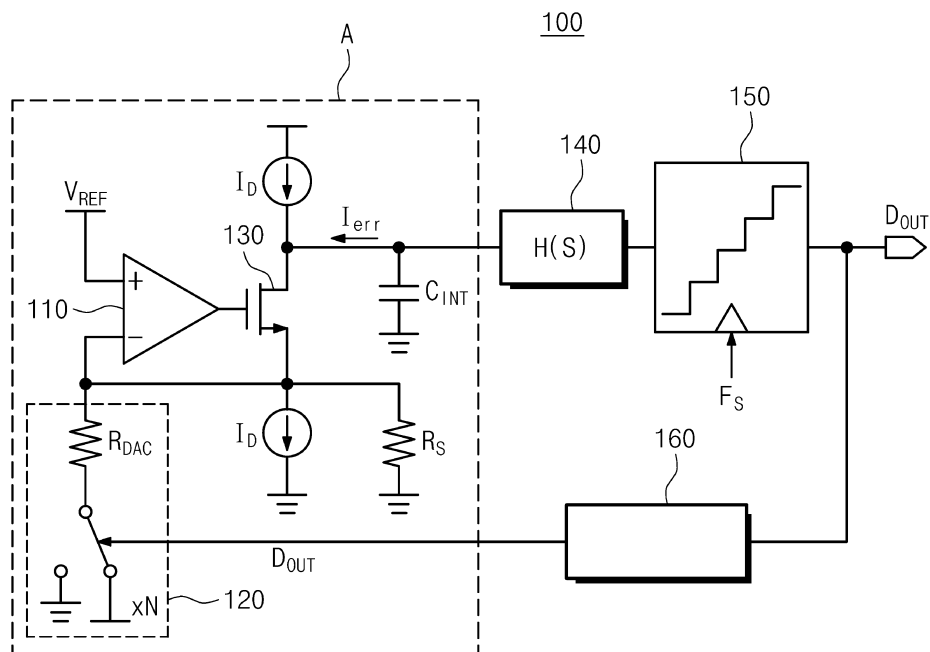 100
A
150
140
I_D
V_REF
D_OUT
I_err
130
H(S)
+
110
C_INT
−
F_S
I_D
R_S
R_DAC
160
D_OUT
xN
120